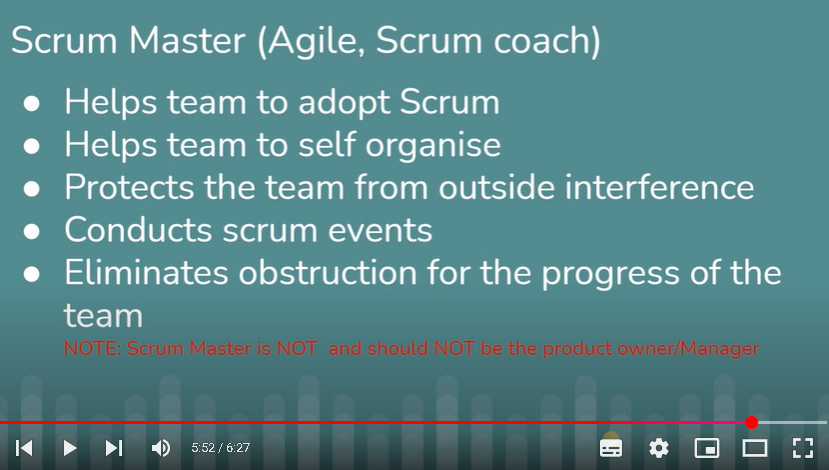 Scrum Master (Agile, Scrum coach)
● Helps team to adopt Scrum
● Helps team to self organise
● Protects the team from outside interference
● Conducts scrum events
● Eliminates obstruction for the progress of the
team
NOTE: Scrum Master is NOT and should NOT be the product owner/Manager
5:52 / 6:27